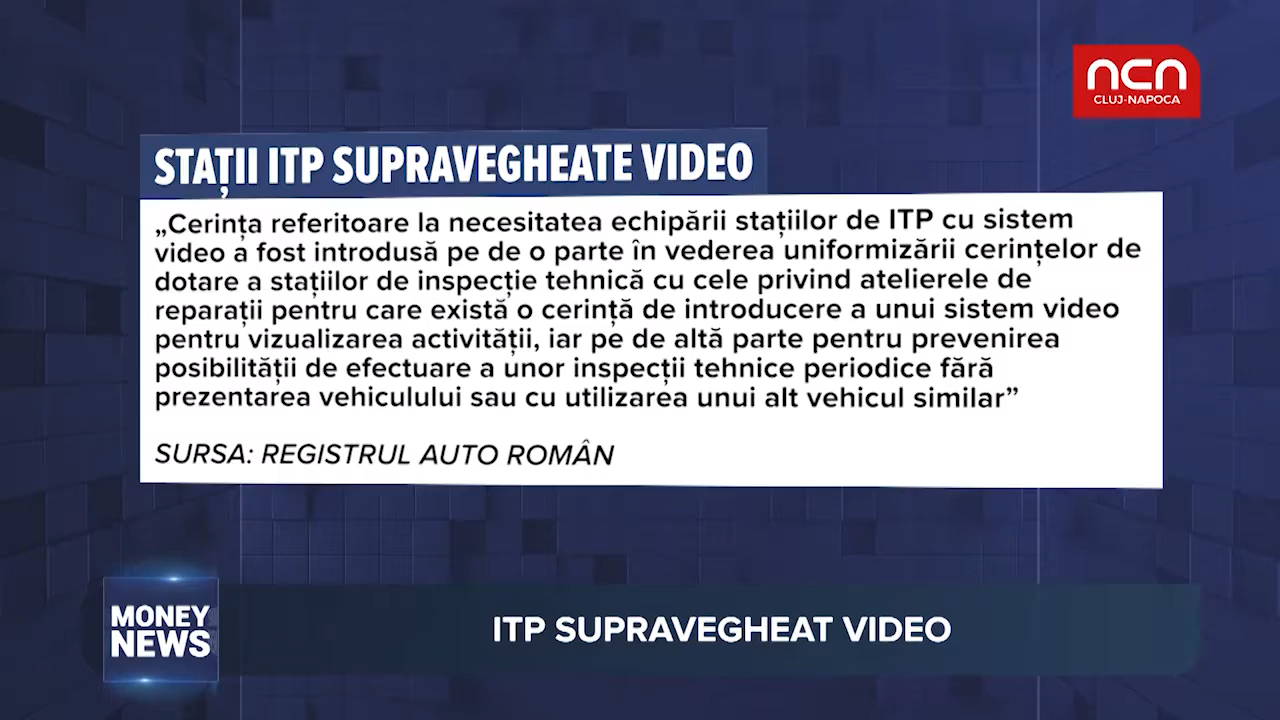 ncn
CLUJ-NAPOCA
STAȚII ITP SUPRAVEGHEATE VIDEO
„Cerința referitoare la necesitatea echipării stațiilor de ITP cu sistem
video a fost introdusă pe de o parte în vederea uniformizării cerințelor de
dotare a stațiilor de inspecție tehnică cu cele privind atelierele de
reparații pentru care există o cerință de introducere a unui sistem video
pentru vizualizarea activității, iar pe de altă parte pentru prevenirea
posibilității de efectuare a unor inspecții tehnice periodice fără
prezentarea vehiculului sau cu utilizarea unui alt vehicul similar”
SURSA: REGISTRUL AUTO ROMÂN
MONEY
NEWS
ITP SUPRAVEGHEAT VIDEO